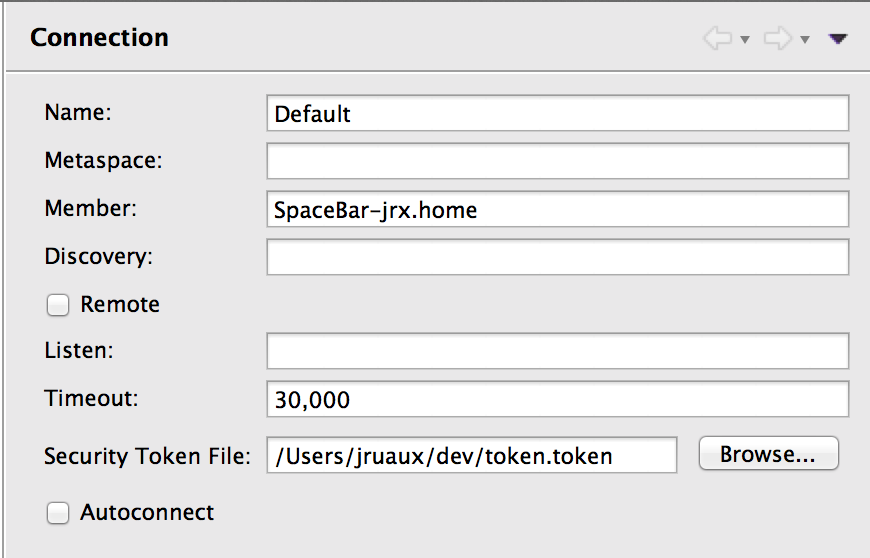 Connection
Name: Default
Metaspace:
Member: SpaceBar-jrx.home
Discovery:
Remote
Listen:
Timeout: 30,000
Security Token File: /Users/jruaux/dev/token.token Browse...
Autoconnect